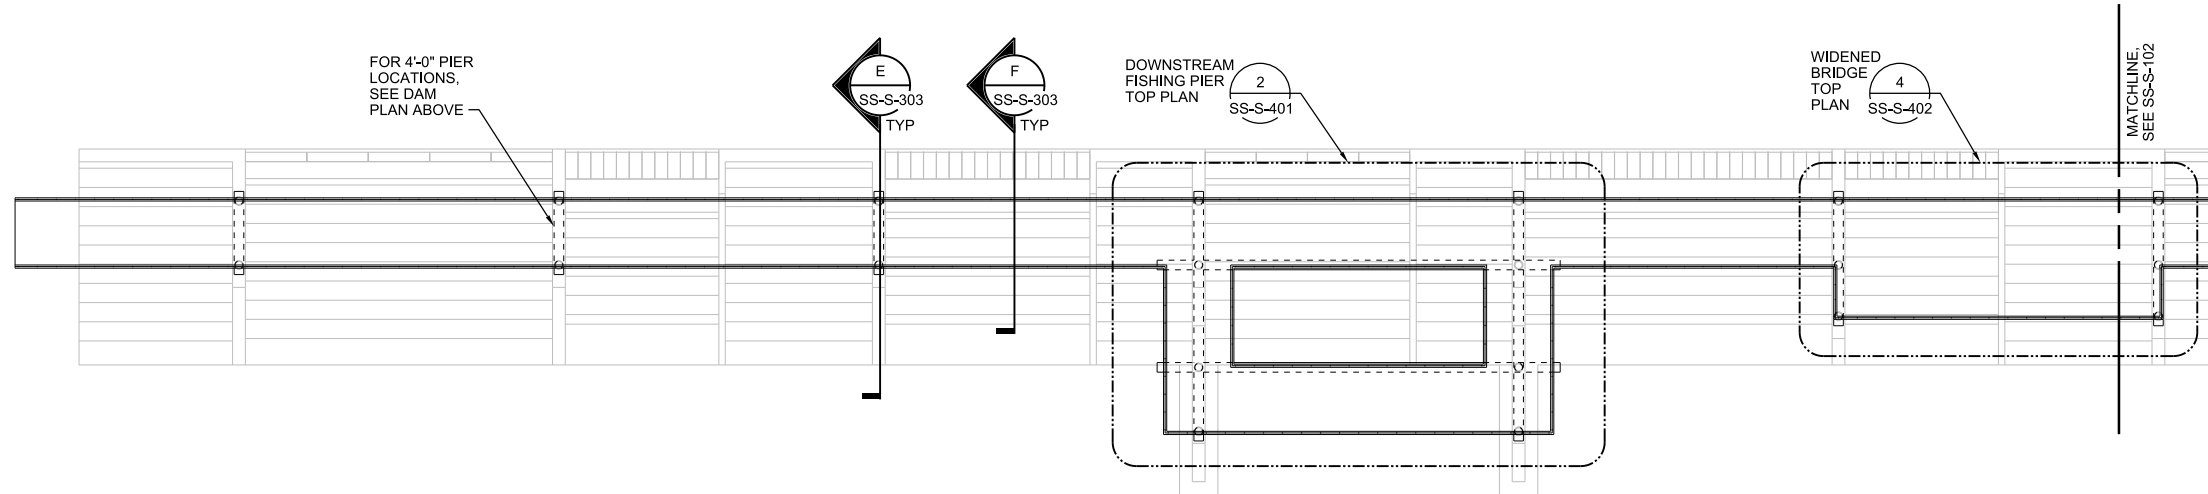 FOR 4'-0" PIER
LOCATIONS,
SEE DAM
PLAN ABOVE
E
SS-S-303
TYP
F
SS-S-303
TYP
DOWNSTREAM
FISHING PIER
TOP PLAN
2
SS-S-401
WIDENED
BRIDGE
TOP
PLAN
4
SS-S-402
MATCHLINE,
SEE SS-S-102